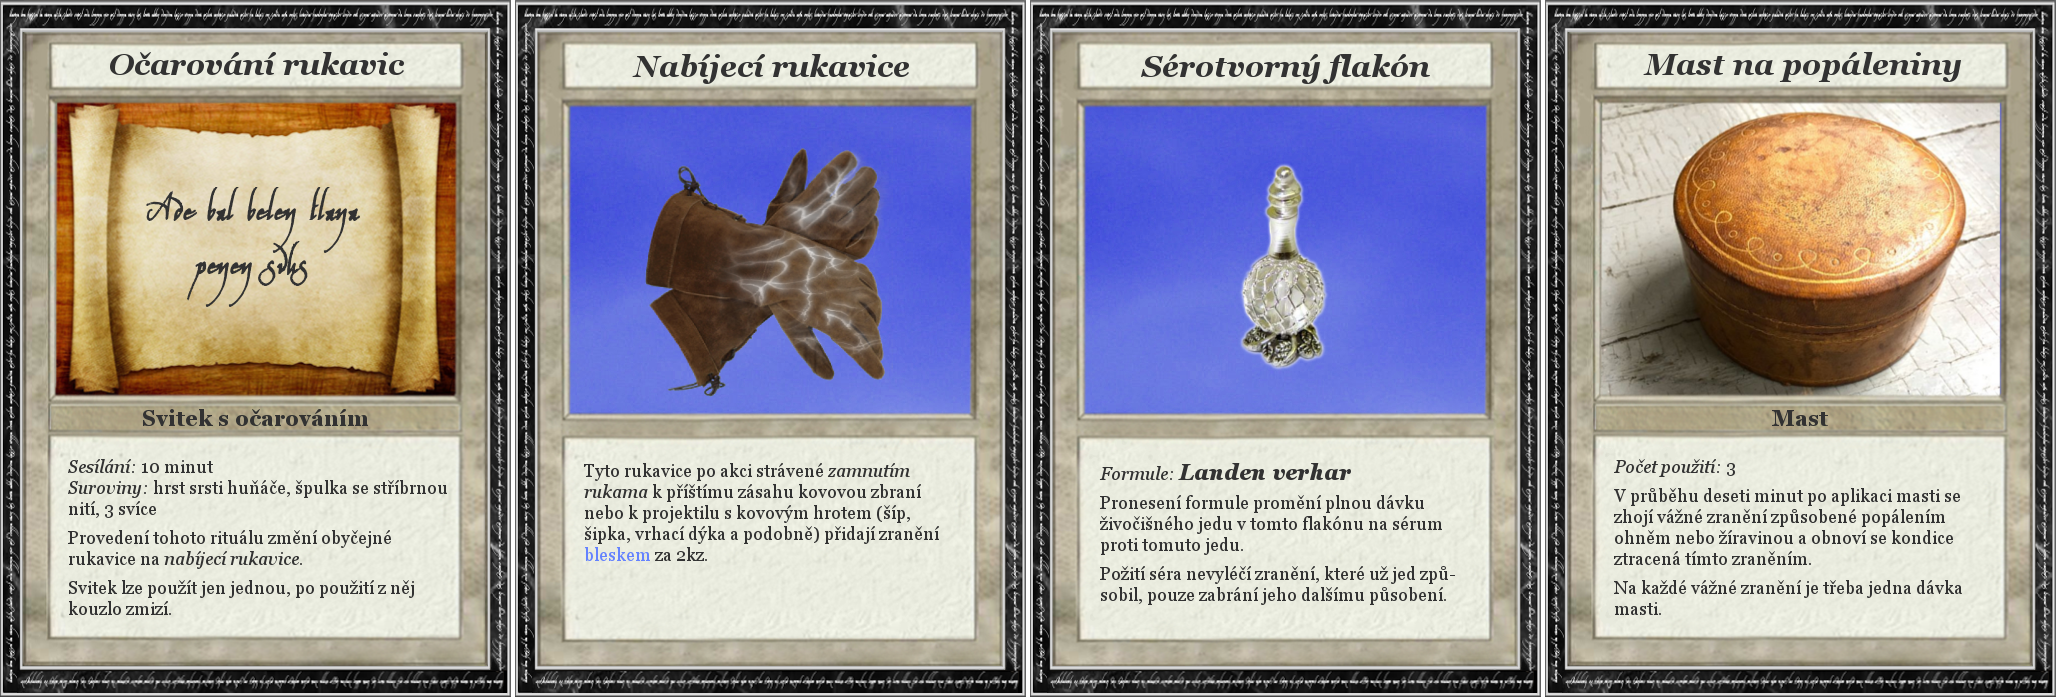 Očarování rukavic
Ade bal beley tlaya
peyey
Svitek s očarováním
Sesílání: 10 minut
Suroviny: hrst srsti huňáče, špulka se stříbrnou
nití, 3 svíce
Provedení tohoto rituálu změní obyčejné
rukavice na nabíjecí rukavice.
Svitek lze použít jen jednou, po použití z něj
kouzlo zmizí.
Nabíjecí rukavice
Tyto rukavice po akci strávené zamnutím
rukama k příštímu zásahu kovovou zbraní
nebo k projektilu s kovovým hrotem (šíp,
šipka, vrhací dýka a podobně) přidají zranění
bleskem za 2kz.
Sérotvorný flakón
Formule: Landen verhar
Pronesení formule promění plnou dávku
živočišného jedu v tomto flakónu na sérum
proti tomuto jedu.
Požití séra nevyléčí zranění, které už jed způ-
sobil, pouze zabrání jeho dalšímu působení.
Mast na popáleniny
Mast
Počet použití: 3
V průběhu deseti minut po aplikaci masti se
zhojí vážné zranění způsobené popálením
ohněm nebo žíravinou a obnoví se kondice
ztracená tímto zraněním.
Na každé vážné zranění je třeba jedna dávka
masti.